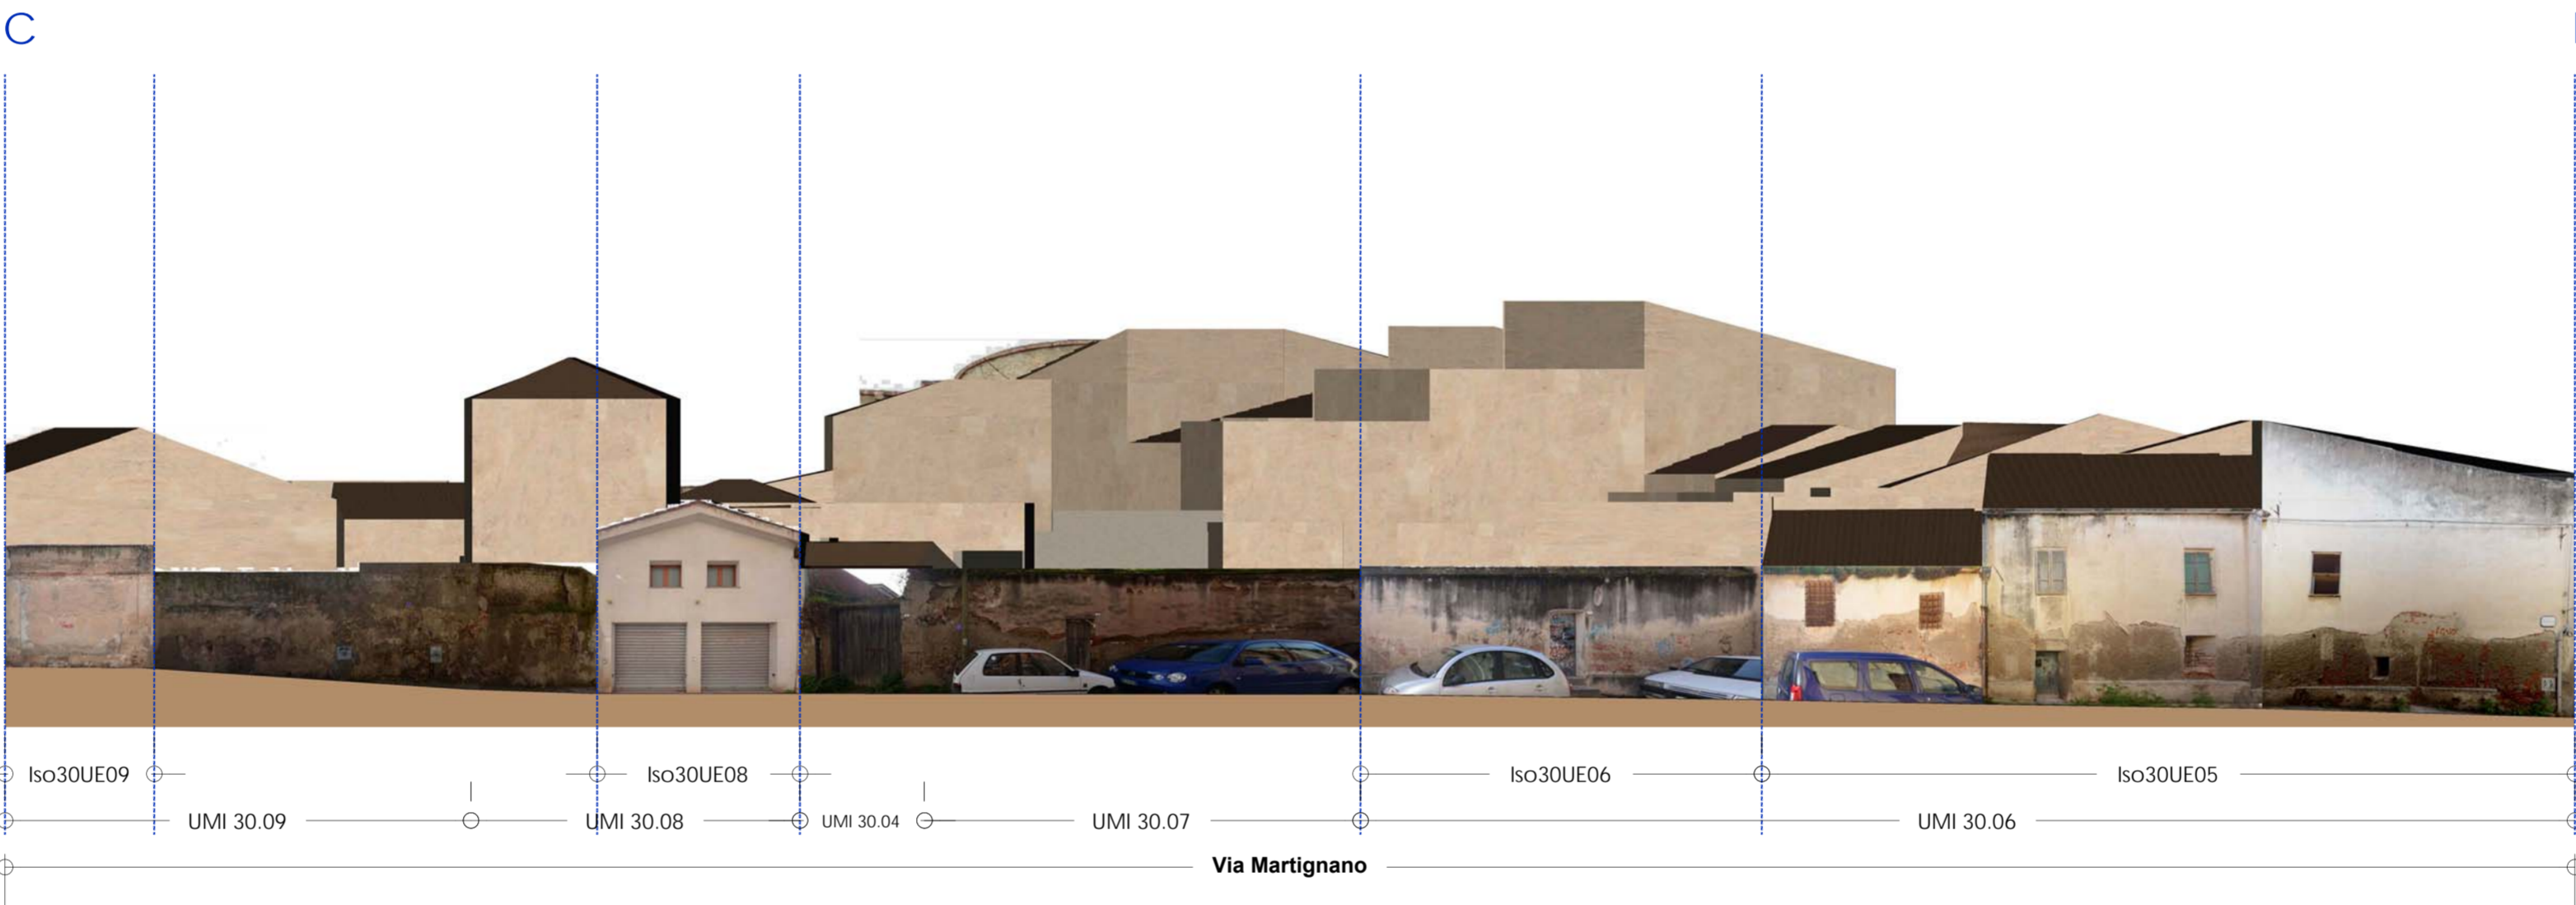 C
Iso30UE09 Iso30UE08 Iso30UE06 Iso30UE05
UMI 30.09 UMI 30.08 UMI 30.04 UMI 30.07 UMI 30.06
Via Martignano